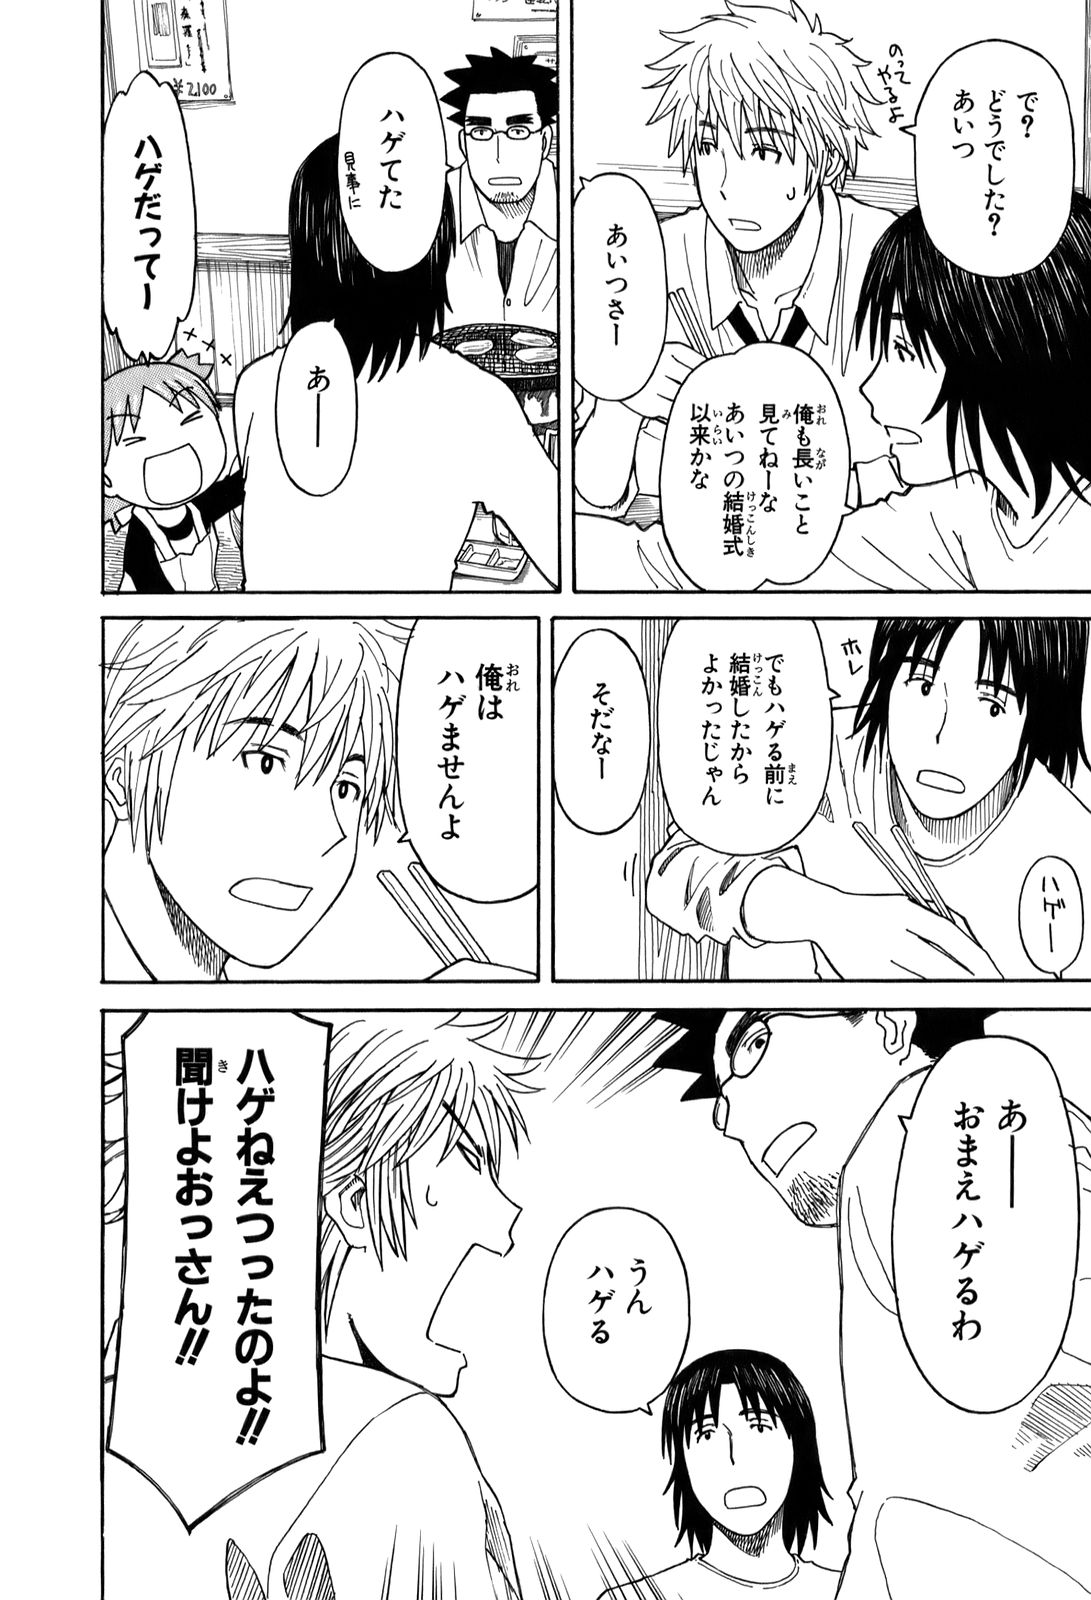 で?
どうでした?
あいつ
のって
やるよ
あいつさー
俺も長いこと
見てねーな
あいつの結婚式
以来かな
ハゲてた
見事に
あー
ハゲだってー
¥2,100
ホレ
でもハゲる前に
結婚したから
よかったじゃん
ハゲー
そだなー
俺は
ハゲませんよ
あー
おまえハゲるわ
うん
ハゲる
ハゲねえつったのよ!!
聞けよおっさん!!